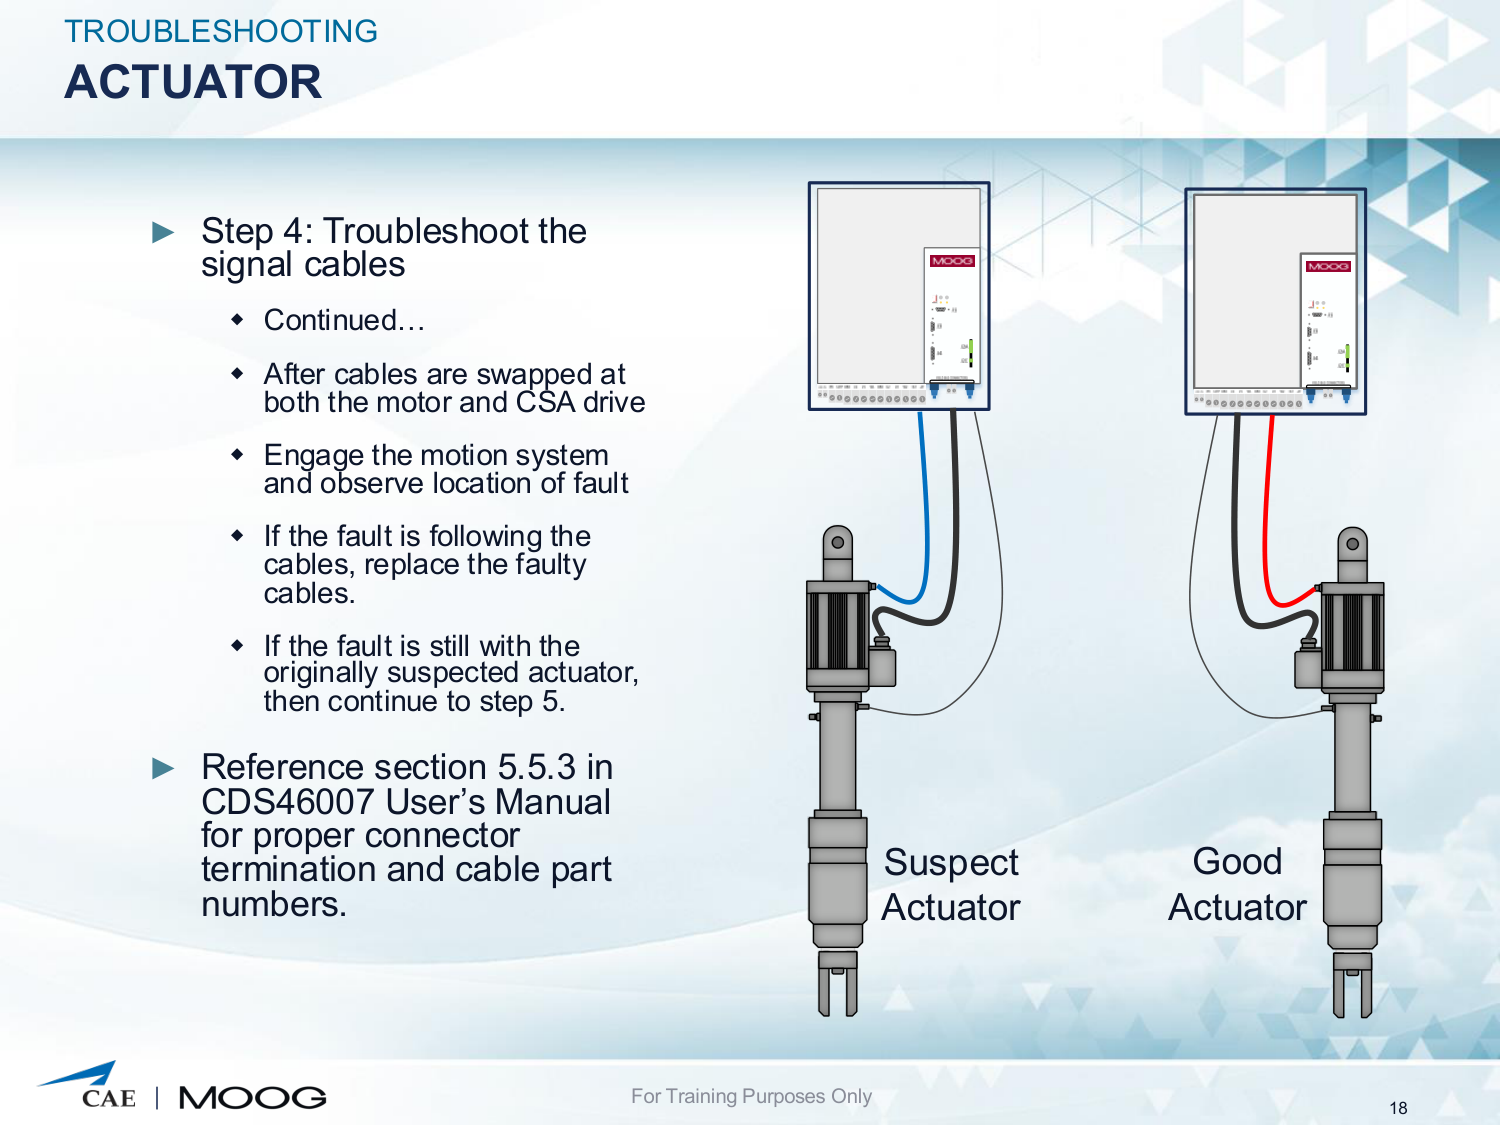 TROUBLESHOOTING
ACTUATOR
► Step 4: Troubleshoot the
signal cables
◆ Continued…
◆ After cables are swapped at
both the motor and CSA drive
◆ Engage the motion system
and observe location of fault
◆ If the fault is following the
cables, replace the faulty
cables.
◆ If the fault is still with the
originally suspected actuator,
then continue to step 5.
► Reference section 5.5.3 in
CDS46007 User’s Manual
for proper connector
termination and cable part
numbers.
MOOG
MOOG
Suspect
Actuator
Good
Actuator
CAE | MOOG
For Training Purposes Only
18